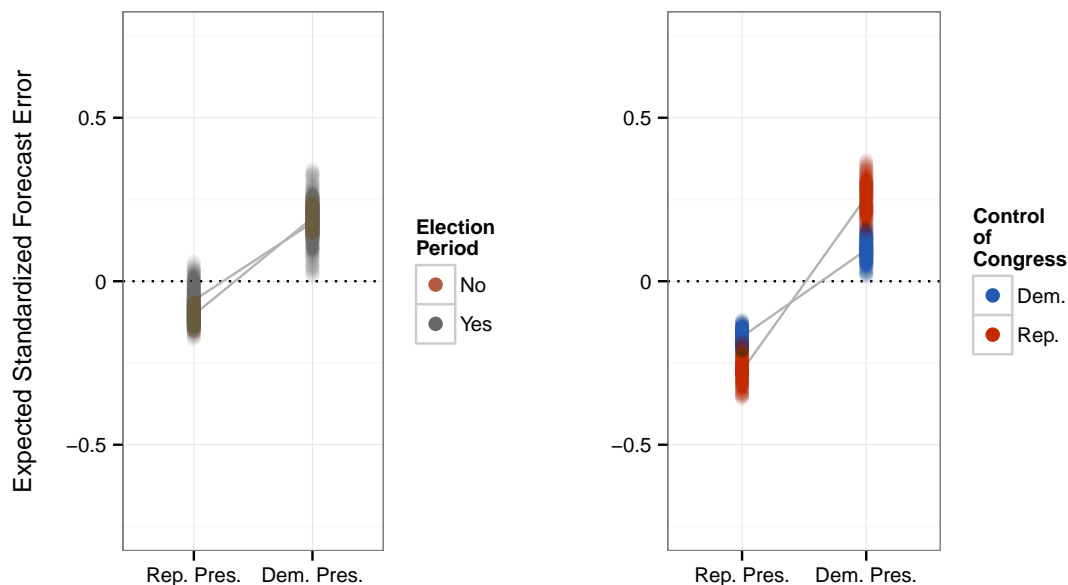 Expected Standardized Forecast Error
0.5
0
−0.5
Rep. Pres.
Dem. Pres.
Election
Period
No
Yes
0.5
0
−0.5
Rep. Pres.
Dem. Pres.
Control
of
Congress
Dem.
Rep.